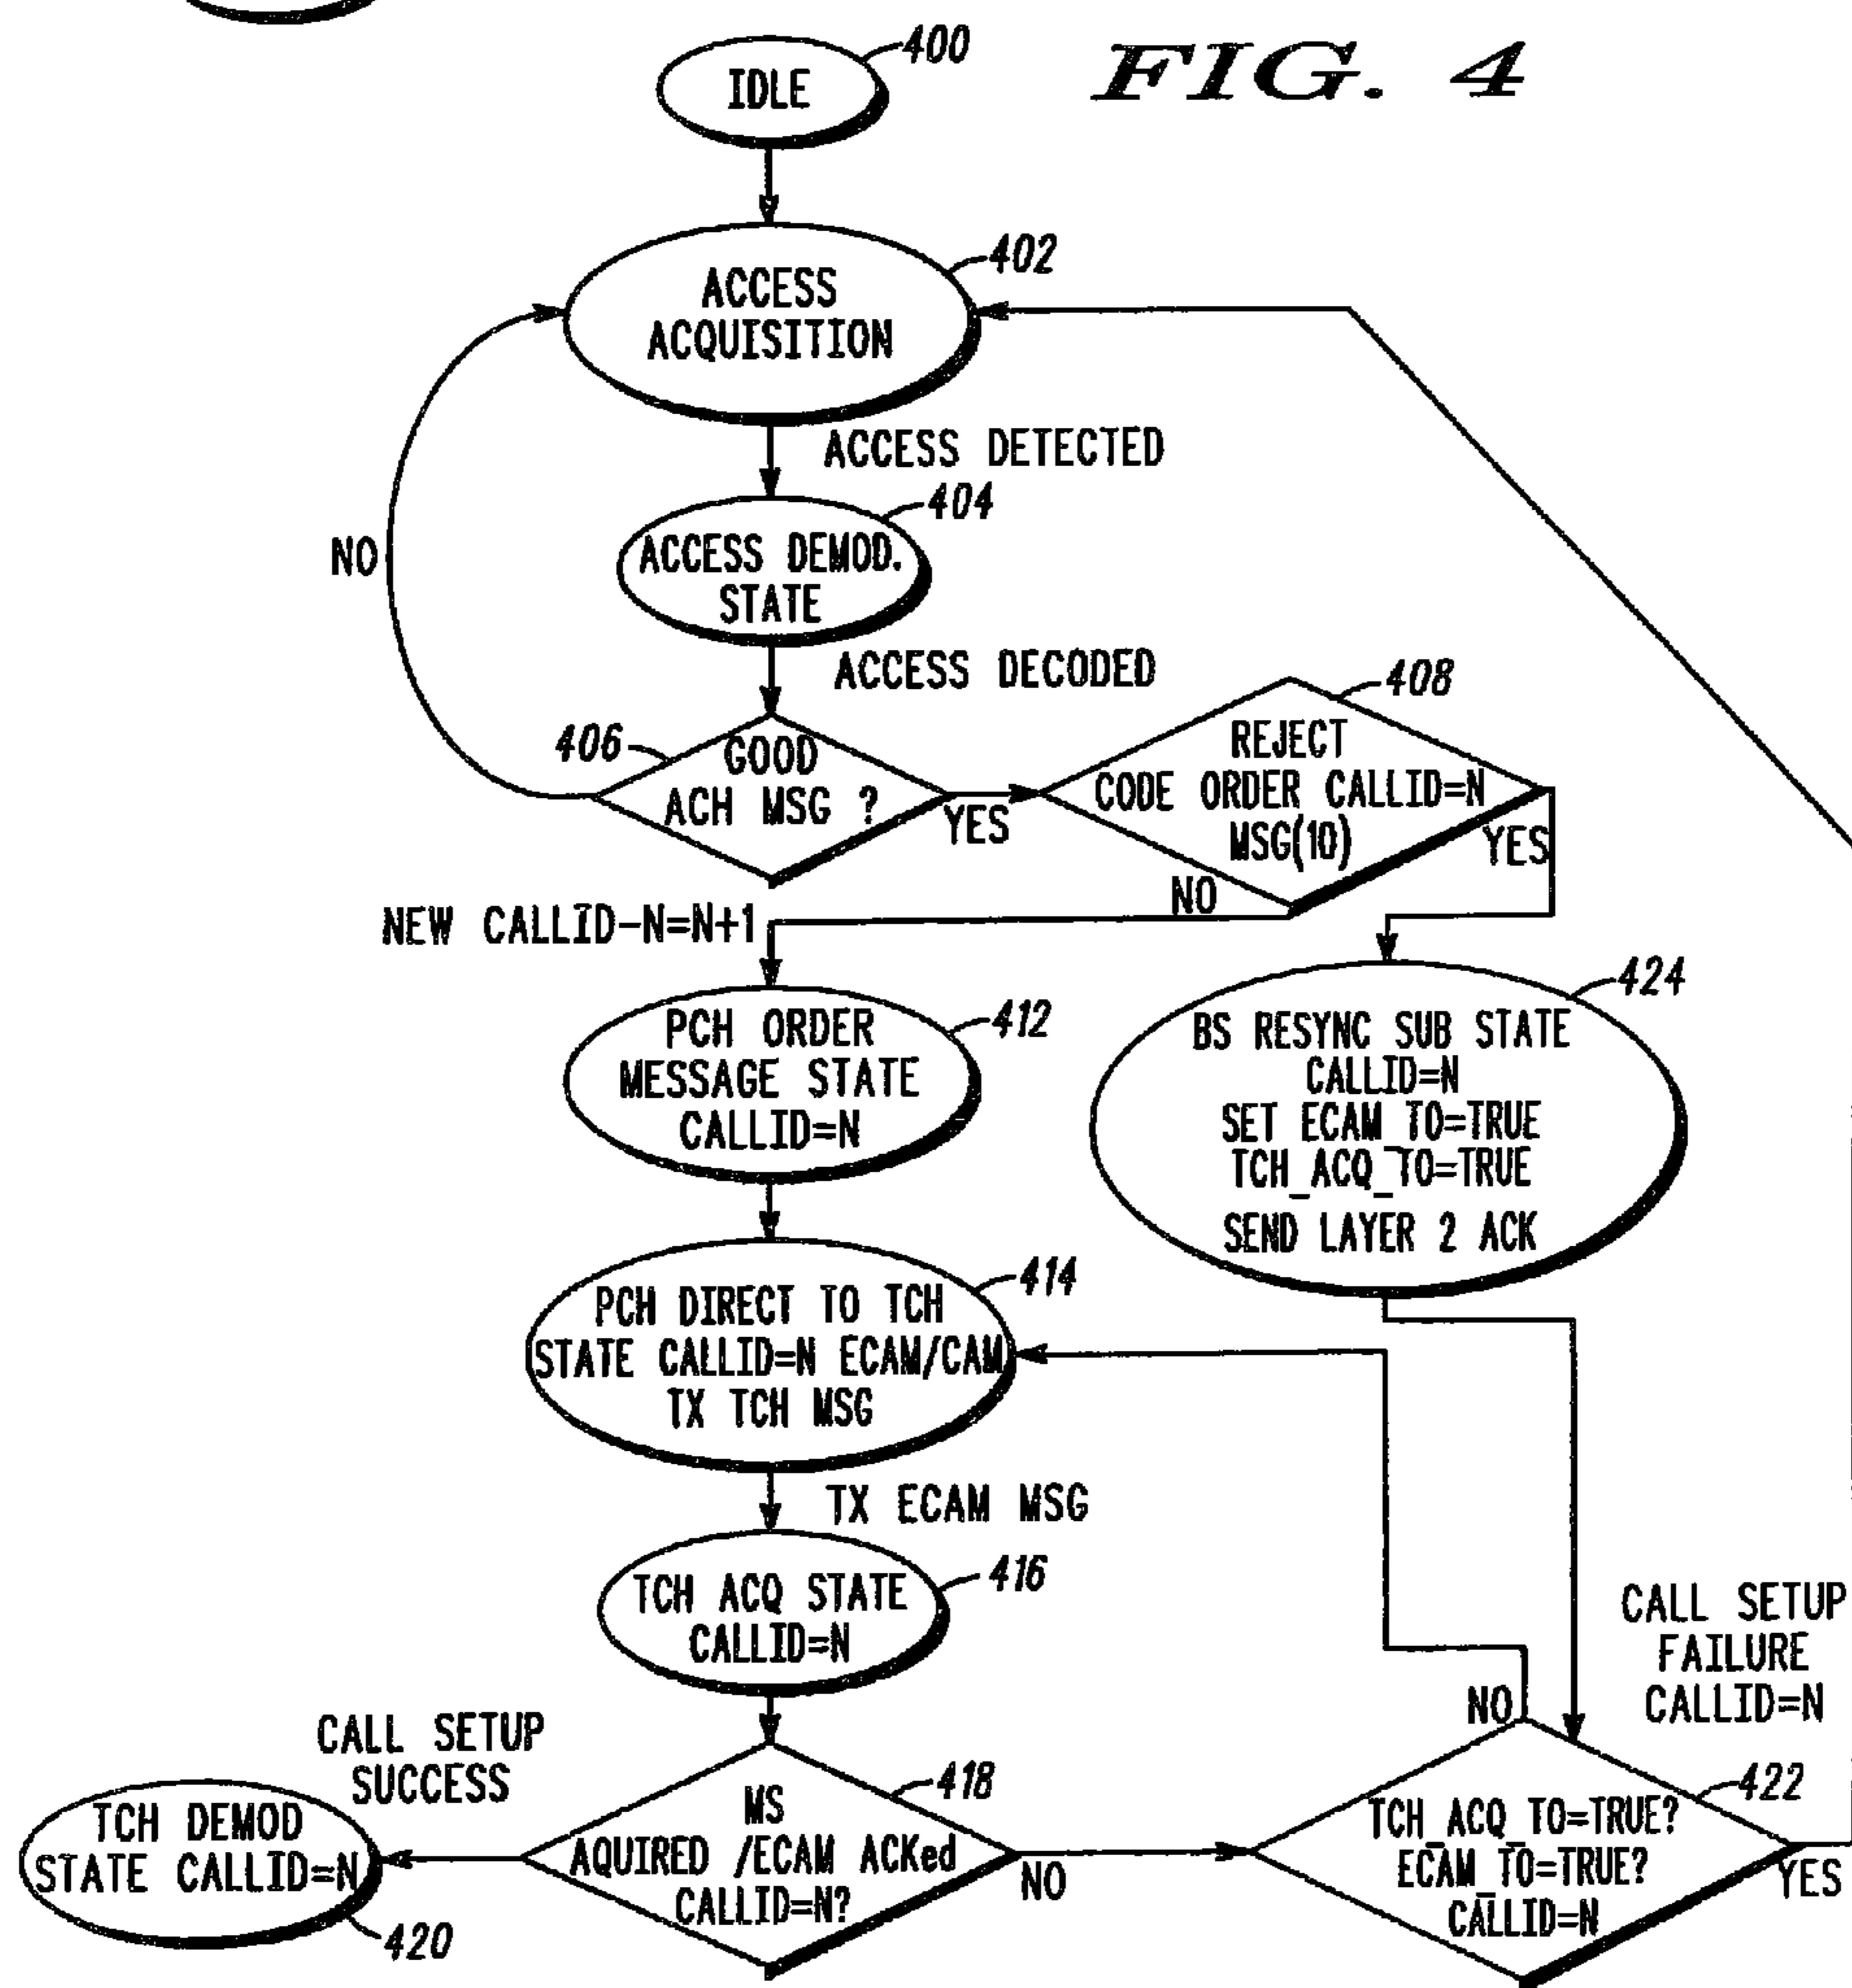 FIG. 4
400
IDLE
402
ACCESS
ACQUISITION
ACCESS DETECTED
404
ACCESS DEMOD.
STATE
NO
ACCESS DECODED
406
GOOD
ACH MSG ?
YES
408
REJECT
CODE ORDER CALLID=N
MSG(10)
YES
NO
NEW CALLID-N=N+1
412
PCH ORDER
MESSAGE STATE
CALLID=N
424
BS RESYNC SUB STATE
CALLID=N
SET ECAM_TO=TRUE
TCH_ACQ_TO=TRUE
SEND LAYER 2 ACK
414
PCH DIRECT TO TCH
STATE CALLID=N ECAM/CAM
TX TCH MSG
TX ECAM MSG
416
TCH ACQ STATE
CALLID=N
CALL SETUP
FAILURE
CALLID=N
CALL SETUP
SUCCESS
TCH DEMOD
STATE CALLID=N
420
418
MS
AQUIRED /ECAM ACKed
CALLID=N?
NO
NO
422
TCH_ACQ_TO=TRUE?
ECAM_TO=TRUE?
CALLID=N
YES